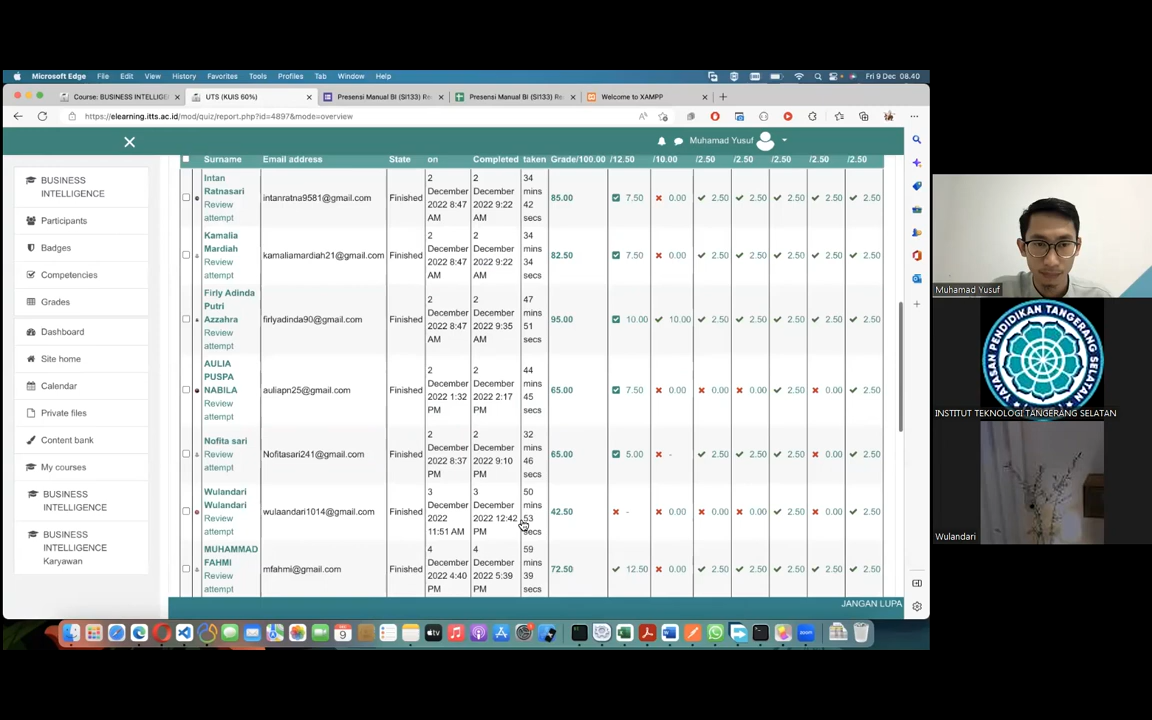 Microsoft Edge File Edit View History Favorites Tools Profiles Tab Window Help Fri 9 Dec 08.40
Course: BUSINESS INTELLIGE UTS (KUIS 60%) Presensi Manual BI (SI133) Re Presensi Manual BI (SI133) Re Welcome to XAMPP
https://elearning.itts.ac.id/mod/quiz/report.php?id=4897&mode=overview
Muhamad Yusuf
BUSINESS
INTELLIGENCE
Participants
Badges
Competencies
Grades
Dashboard
Site home
Calendar
Private files
Content bank
My courses
BUSINESS
INTELLIGENCE
BUSINESS
INTELLIGENCE
Karyawan
Surname Email address State on Completed taken Grade/100.00 /12.50 /10.00 /2.50 /2.50 /2.50 /2.50 /2.50
Intan
Ratnasari
Review
attempt
intanratna9581@gmail.com
Finished
2
December
2022 8:47
AM
2
December
2022 9:22
AM
34
mins
42
secs
85.00 7.50 0.00 2.50 2.50 2.50 2.50 2.50
Kamalia
Mardiah
Review
attempt
kamaliamardiah21@gmail.com
Finished
2
December
2022 8:47
AM
2
December
2022 9:22
AM
34
mins
34
secs
82.50 7.50 0.00 2.50 2.50 2.50 2.50 2.50
Firly Adinda
Putri
Azzahra
Review
attempt
firlyadinda90@gmail.com
Finished
2
December
2022 8:47
AM
2
December
2022 9:35
AM
47
mins
51
secs
95.00 10.00 10.00 2.50 2.50 2.50 2.50 2.50
AULIA
PUSPA
NABILA
Review
attempt
auliapn25@gmail.com
Finished
2
December
2022 1:32
PM
2
December
2022 2:17
PM
44
mins
45
secs
65.00 7.50 0.00 0.00 0.00 2.50 0.00 2.50
Nofita sari
Review
attempt
Nofitasari241@gmail.com
Finished
2
December
2022 8:37
PM
2
December
2022 9:10
PM
32
mins
46
secs
65.00 5.00 - 2.50 2.50 2.50 0.00 2.50
Wulandari
Wulandari
Review
attempt
wulaandari1014@gmail.com
Finished
3
December
2022
11:51 AM
3
December
2022 12:42
PM
50
mins
53
secs
42.50 - 0.00 0.00 0.00 2.50 0.00 2.50
MUHAMMAD
FAHMI
Review
attempt
mfahmi@gmail.com
Finished
4
December
2022 4:40
PM
4
December
2022 5:39
PM
59
mins
39
secs
72.50 12.50 0.00 2.50 2.50 2.50 2.50 2.50
JANGAN LUPA
Muhamad Yusuf
YAYASAN PENDIDIKAN TANGERANG SELATAN
INSTITUT TEKNOLOGI TANGERANG SELATAN
Wulandari